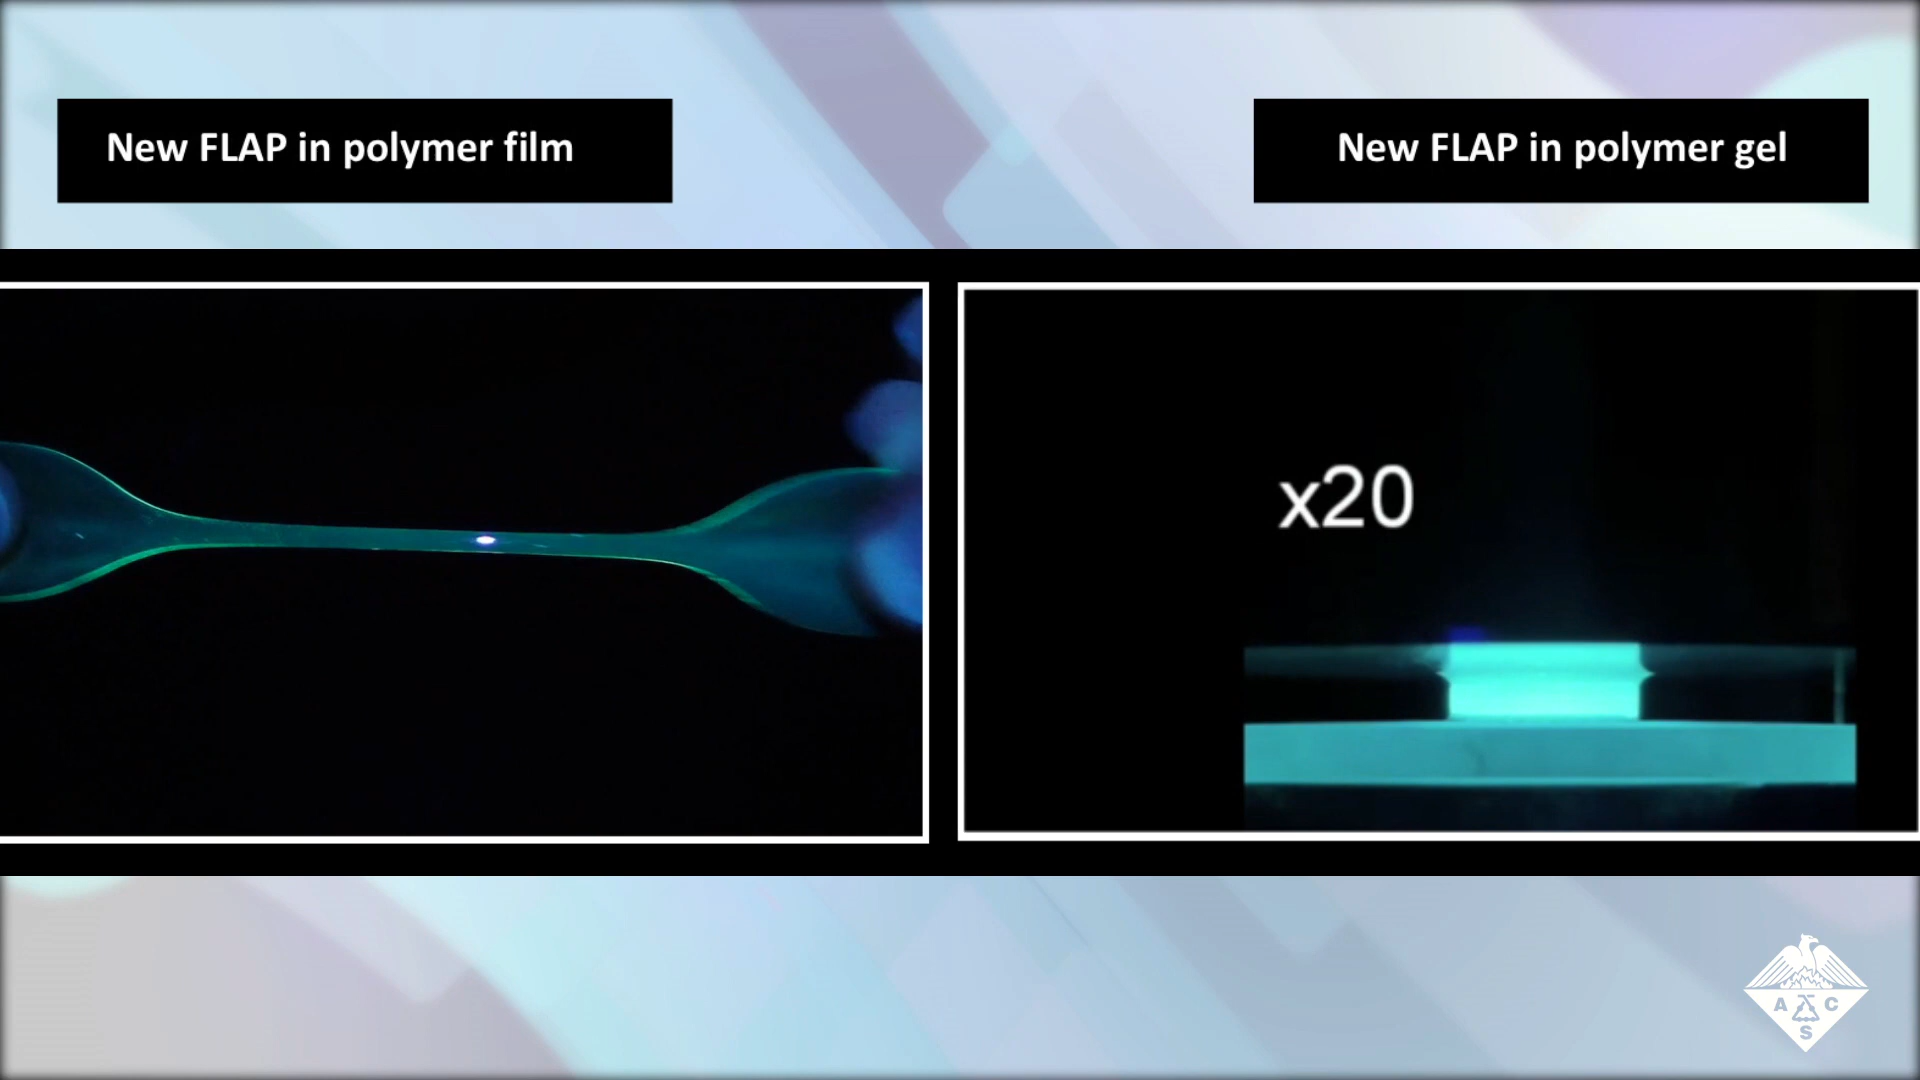 New FLAP in polymer film
New FLAP in polymer gel
x20
A C
S